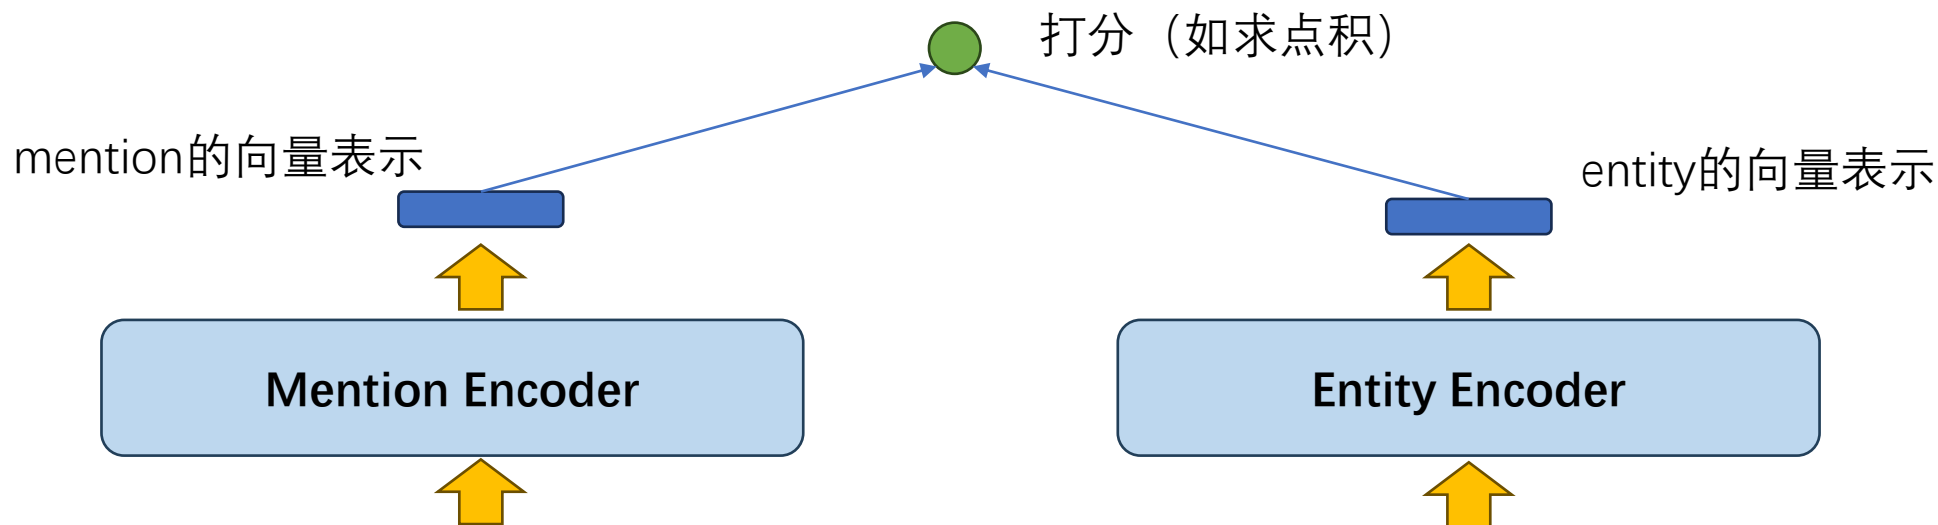 打分（如求点积）
mention的向量表示
entity的向量表示
Mention Encoder
Entity Encoder